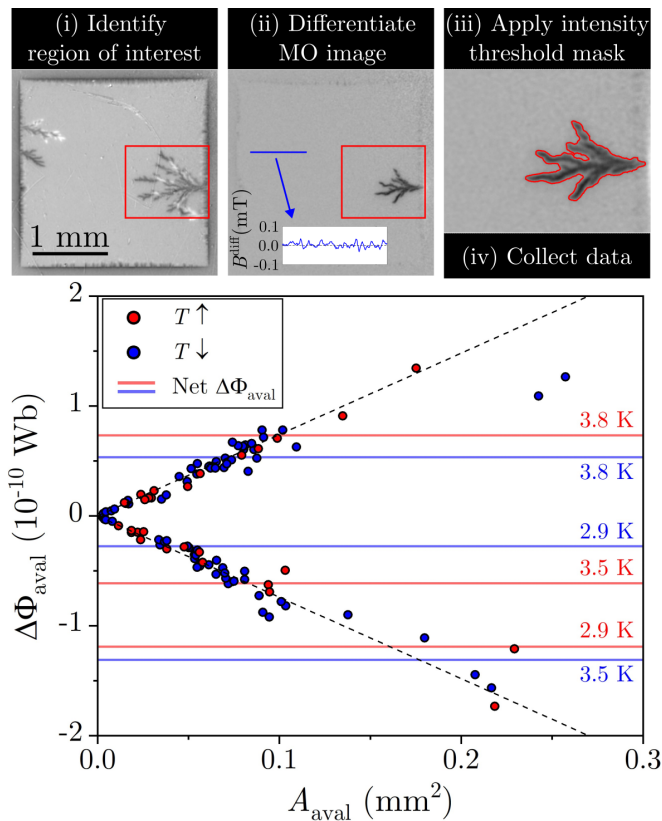 (i) Identify
region of interest
(ii) Differentiate
MO image
(iii) Apply intensity
threshold mask
1 mm
B^diff (mT)
0.1
0.0
-0.1
(iv) Collect data
2
1
0
-1
-2
ΔΦ_aval (10^-10 Wb)
T ↑
T ↓
Net ΔΦ_aval
3.8 K
3.8 K
2.9 K
3.5 K
2.9 K
3.5 K
0.0
0.1
0.2
0.3
A_aval (mm^2)